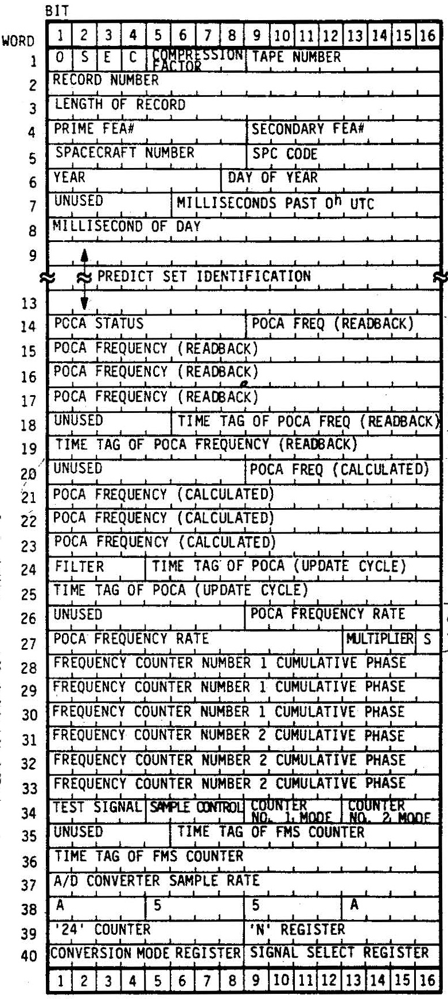 BIT
WORD 1 2 3 4 5 6 7 8 9 10 11 12 13 14 15 16
1 O S E C COMPRESSION FACTOR TAPE NUMBER
2 RECORD NUMBER
3 LENGTH OF RECORD
4 PRIME FEA# SECONDARY FEA#
5 SPACECRAFT NUMBER SPC CODE
6 YEAR DAY OF YEAR
7 UNUSED MILLISECONDS PAST 0h UTC
8 MILLISECOND OF DAY
9
PREDICT SET IDENTIFICATION
13
14 POCA STATUS POCA FREQ (READBACK)
15 POCA FREQUENCY (READBACK)
16 POCA FREQUENCY (READBACK)
17 POCA FREQUENCY (READBACK)
18 UNUSED TIME TAG OF POCA FREQ (READBACK)
19 TIME TAG OF POCA FREQUENCY (READBACK)
20 UNUSED POCA FREQ (CALCULATED)
21 POCA FREQUENCY (CALCULATED)
22 POCA FREQUENCY (CALCULATED)
23 POCA FREQUENCY (CALCULATED)
24 FILTER TIME TAG OF POCA (UPDATE CYCLE)
25 TIME TAG OF POCA (UPDATE CYCLE)
26 UNUSED POCA FREQUENCY RATE
27 POCA FREQUENCY RATE MULTIPLIER S
28 FREQUENCY COUNTER NUMBER 1 CUMULATIVE PHASE
29 FREQUENCY COUNTER NUMBER 1 CUMULATIVE PHASE
30 FREQUENCY COUNTER NUMBER 1 CUMULATIVE PHASE
31 FREQUENCY COUNTER NUMBER 2 CUMULATIVE PHASE
32 FREQUENCY COUNTER NUMBER 2 CUMULATIVE PHASE
33 FREQUENCY COUNTER NUMBER 2 CUMULATIVE PHASE
34 TEST SIGNAL SAMPLE CONTROL COUNTER NO. 1 MODE COUNTER NO. 2 MODE
35 UNUSED TIME TAG OF FMS COUNTER
36 TIME TAG OF FMS COUNTER
37 A/D CONVERTER SAMPLE RATE
38 A 5 5 A
39 '24' COUNTER 'N' REGISTER
40 CONVERSION MODE REGISTER SIGNAL SELECT REGISTER
1 2 3 4 5 6 7 8 9 10 11 12 13 14 15 16